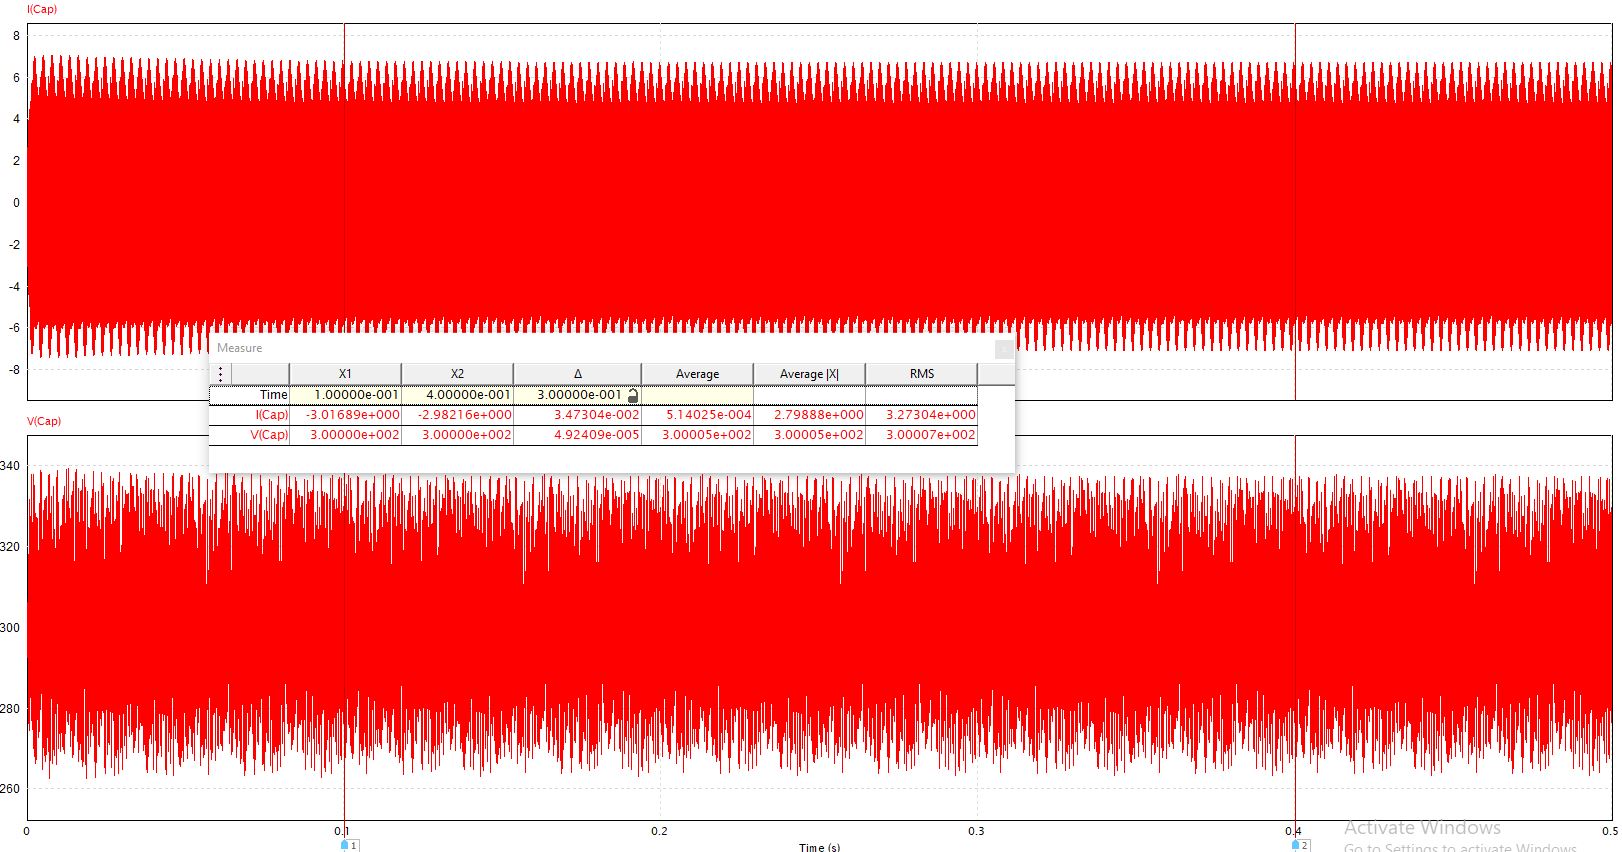 I(Cap)
8
6
4
2
0
-2
-4
-6
-8
Measure
X1 X2 Δ Average Average |X| RMS
Time 1.00000e-001 4.00000e-001 3.00000e-001
I(Cap) -3.01689e+000 -2.98216e+000 3.47304e-002 5.14025e-004 2.79888e+000 3.27304e+000
V(Cap) 3.00000e+002 3.00000e+002 4.92409e-005 3.00005e+002 3.00005e+002 3.00007e+002
V(Cap)
340
320
300
280
260
0 0.1 0.2 0.3 0.4 0.5
1 2
Time (s)
Activate Windows
Go to Settings to activate Windows.